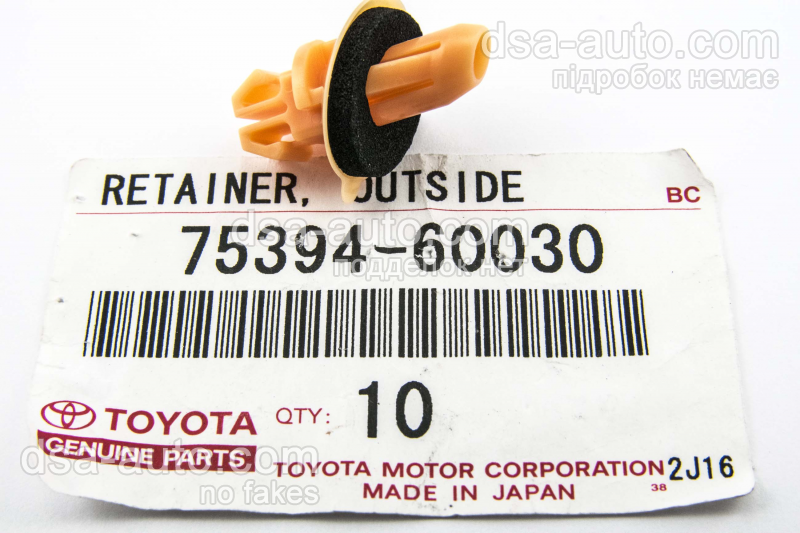 dsa-auto.com
підробок немає
RETAINER, OUTSIDE
BC
dsa-auto.com
75394-60030
подделок нет
TOYOTA
QTY: 10
GENUINE PARTS
dsa-auto.com
no fakes
TOYOTA MOTOR CORPORATION 2J16
MADE IN JAPAN
38